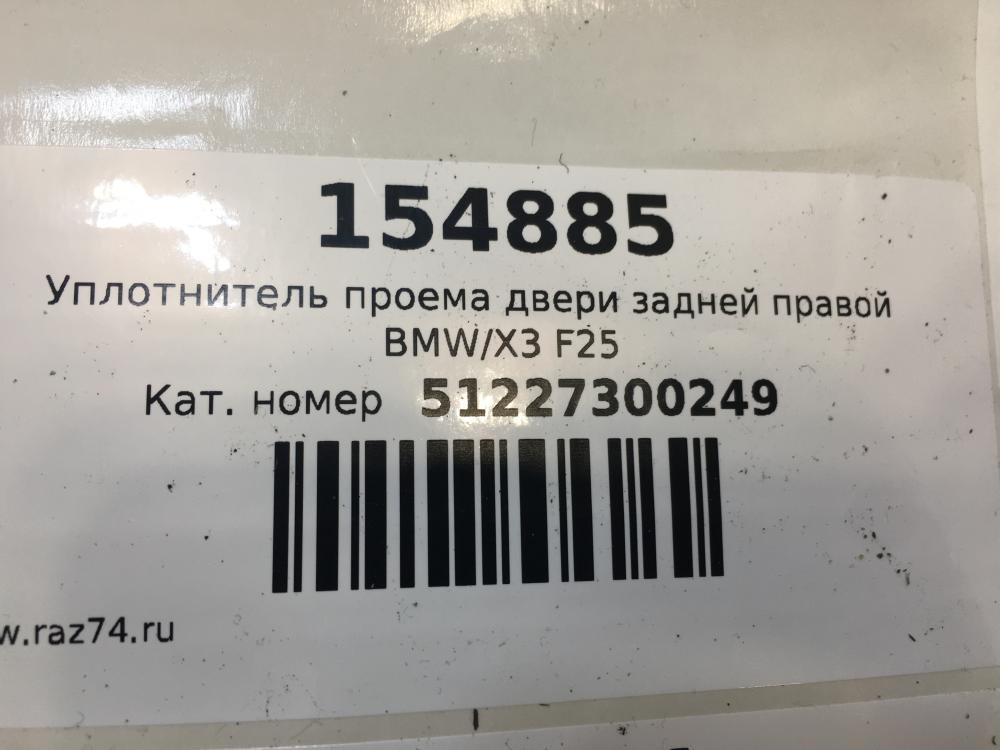 154885
Уплотнитель проема двери задней правой
BMW/X3 F25
Кат. номер 51227300249
w.raz74.ru